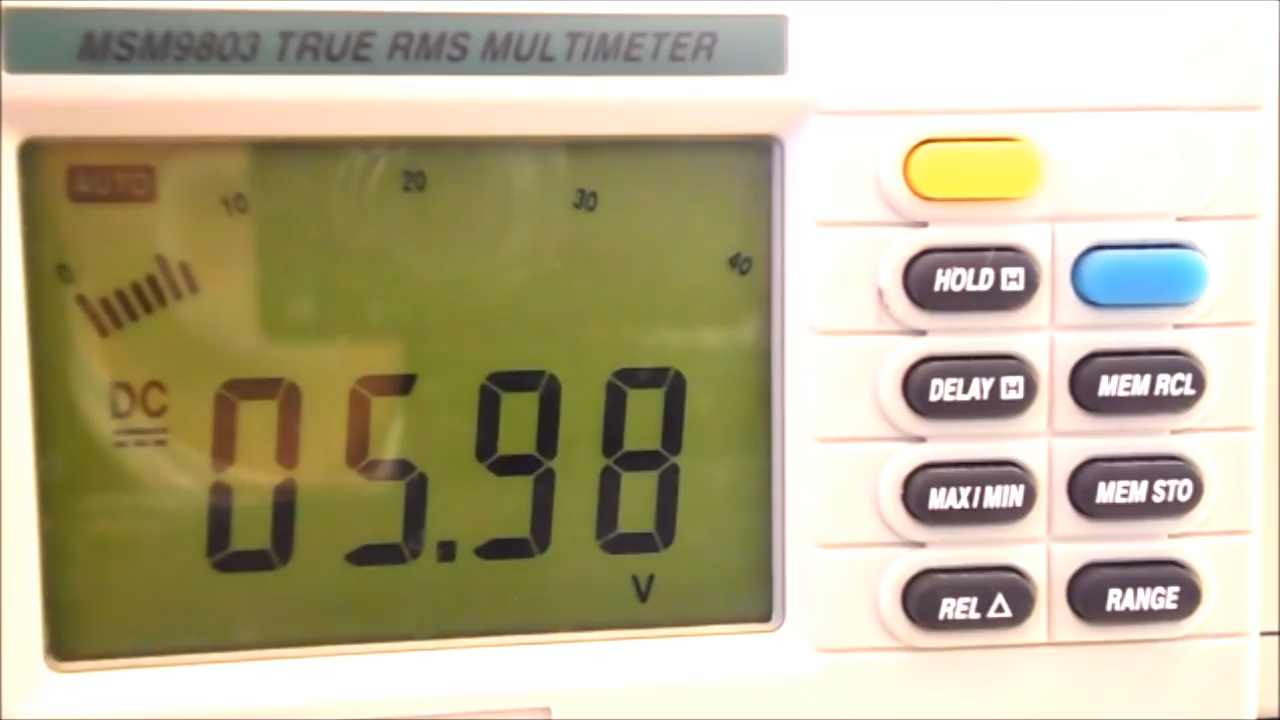 MSM9803 TRUE RMS MULTIMETER
AUTO
0 10 20 30 40
DC
05.98
V
HOLD H
DELAY H
MEM RCL
MAX / MIN
MEM STO
REL △
RANGE